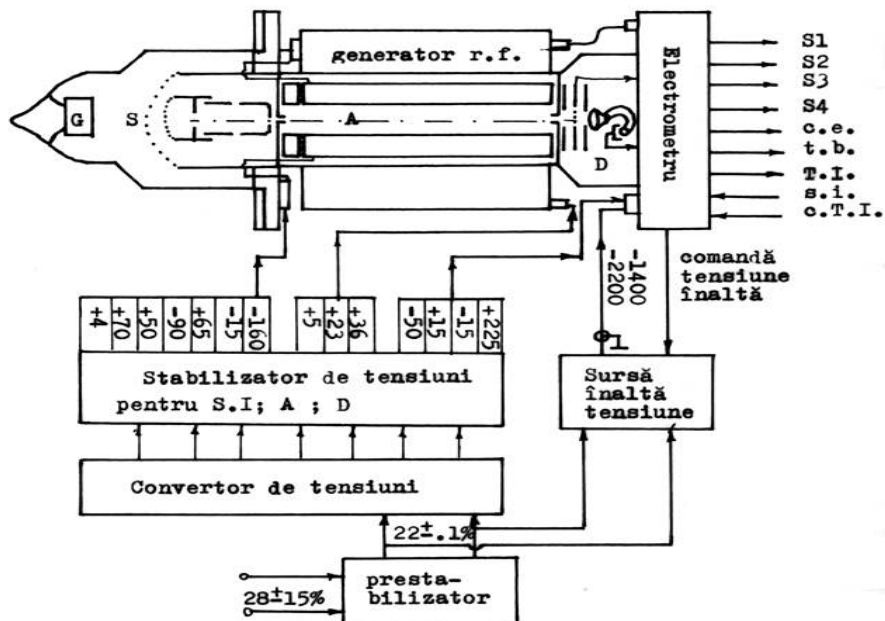 generator r.f.
Electrometru
S1
S2
S3
S4
c.e.
t.b.
T.I.
s.i.
c.T.I.
G
S
A
D
comandă
tensiune
înaltă
-1400
-2200
+4
+70
+50
-90
+65
-15
-160
+5
+23
+36
-50
+15
-15
+225
Stabilizator de tensiuni
pentru S.I; A ; D
Sursă
înaltă
tensiune
Convertor de tensiuni
22±.1%
28±15%
presta-
bilizator